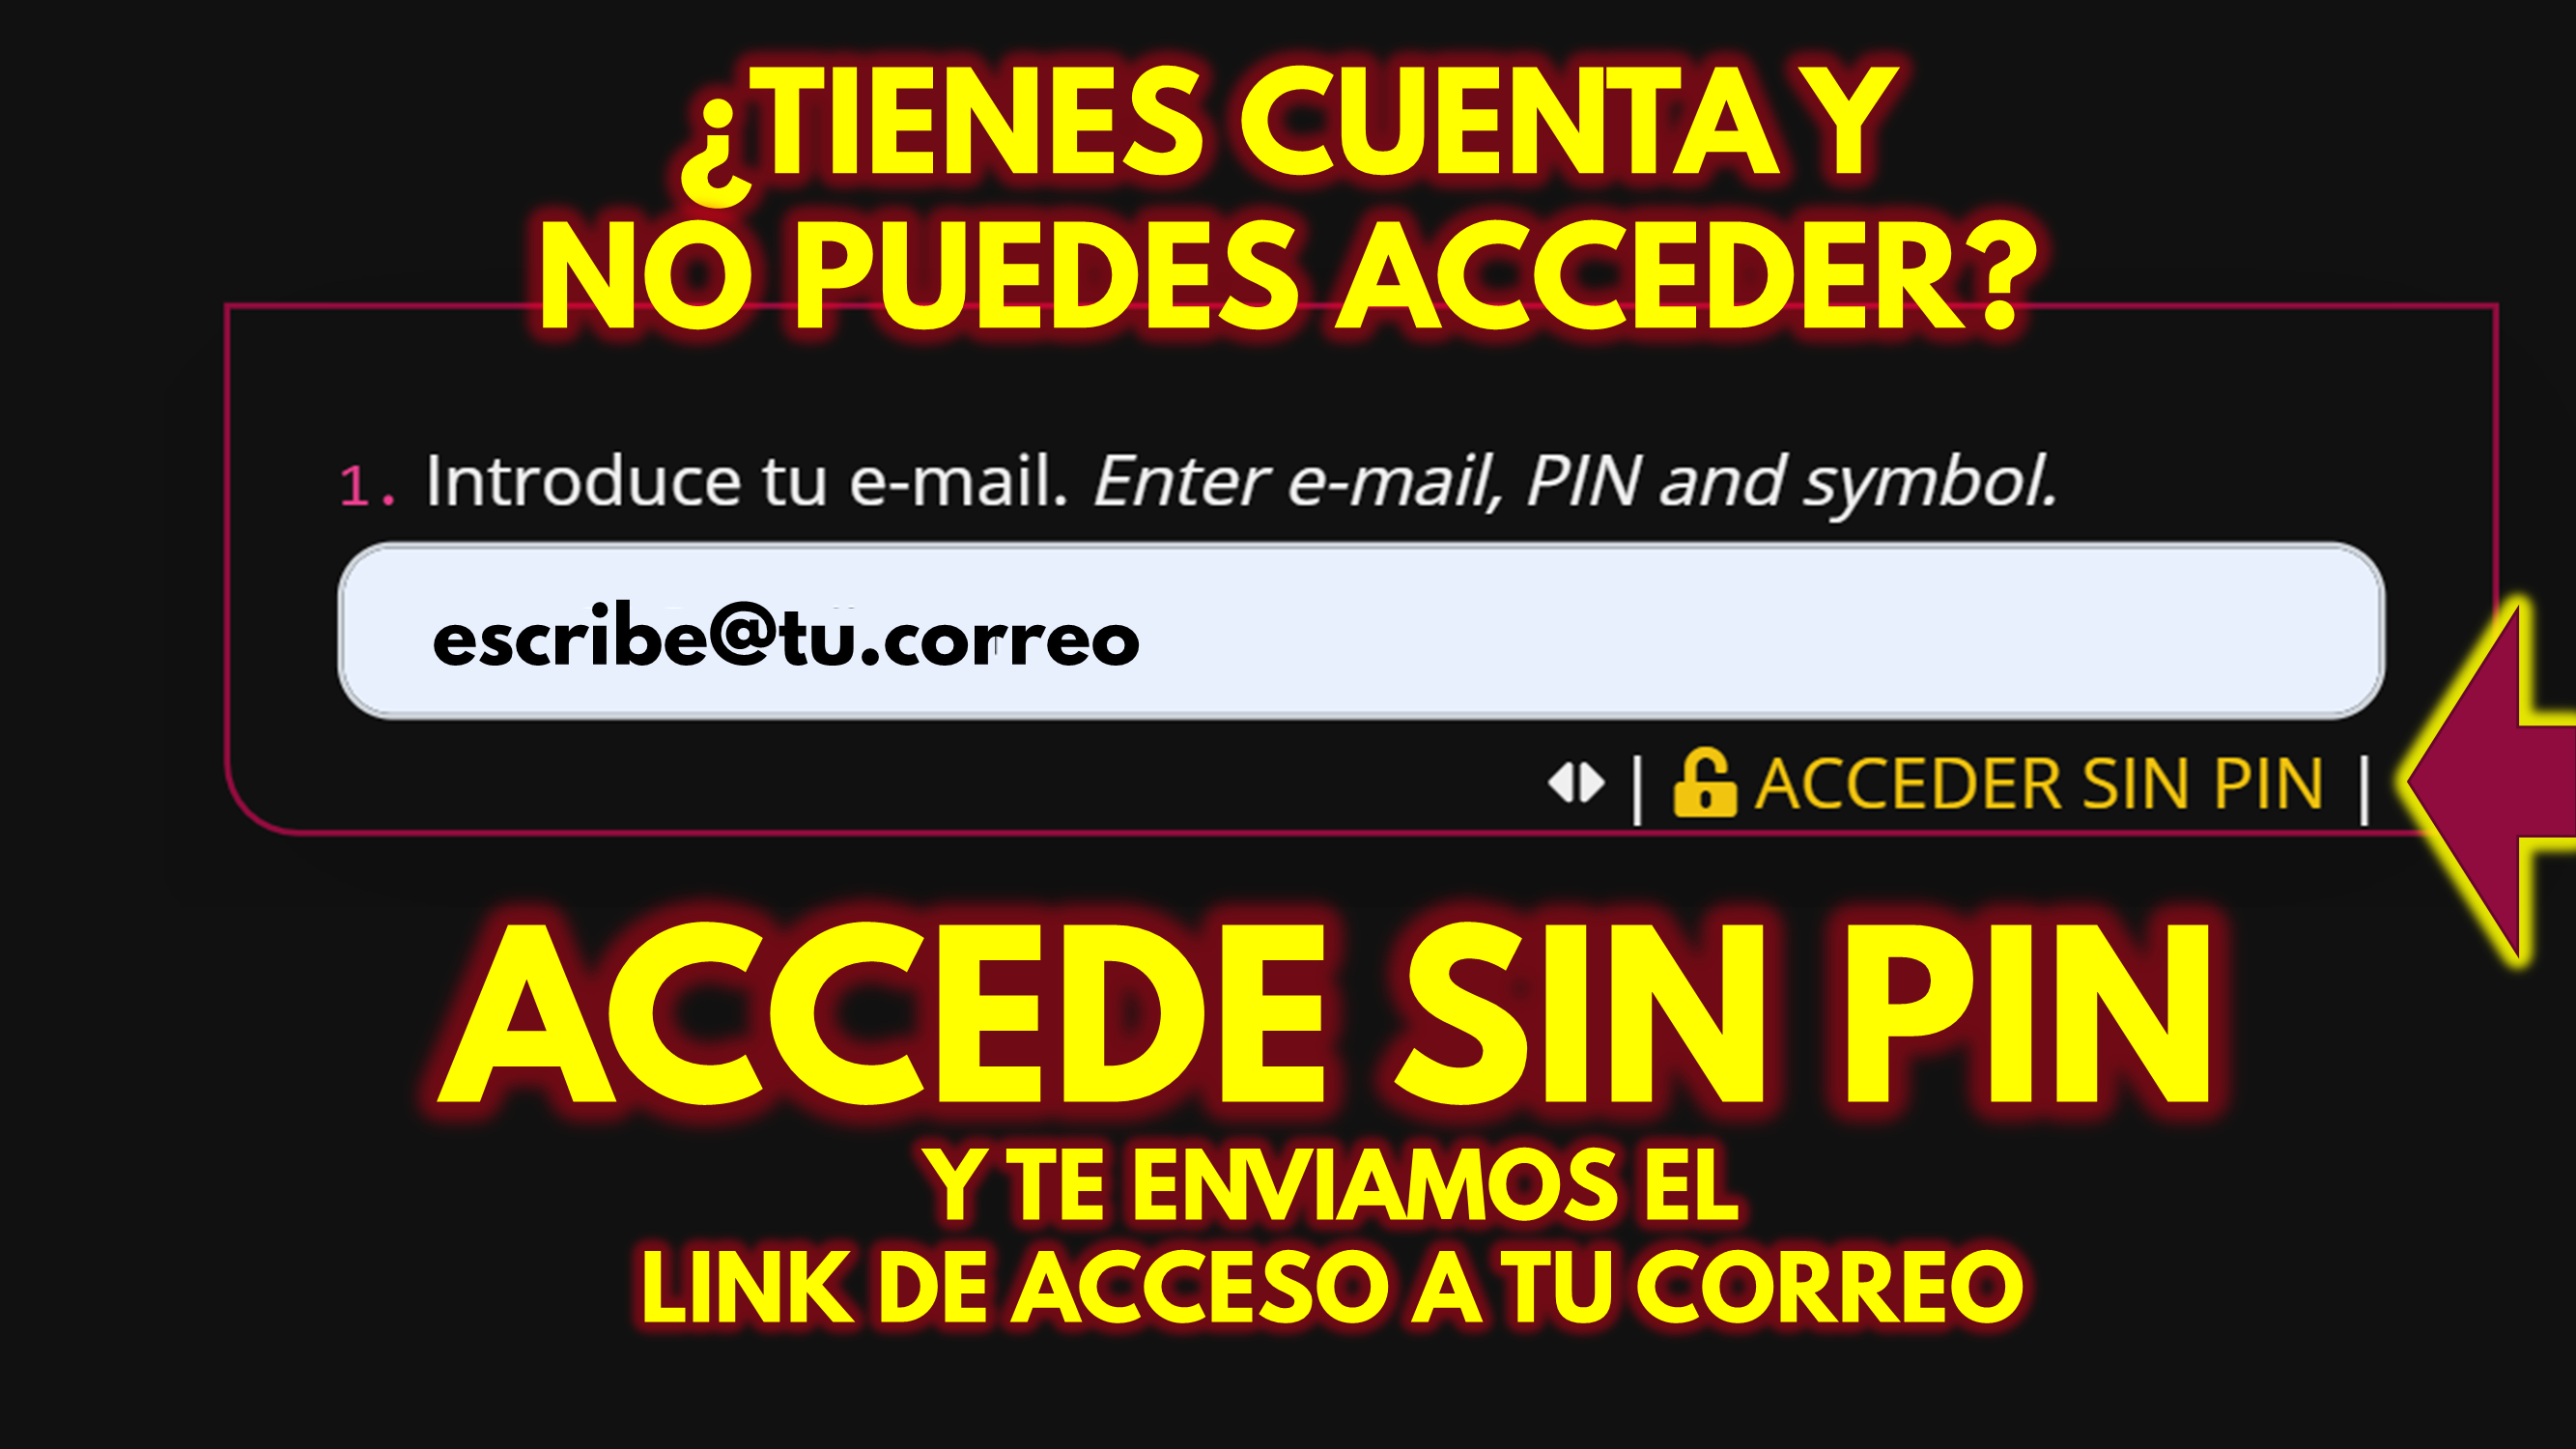 ¿TIENES CUENTA Y
NO PUEDES ACCEDER?
1. Introduce tu e-mail. Enter e-mail, PIN and symbol.
escribe@tu.correo
| ACCEDER SIN PIN |
ACCEDE SIN PIN
Y TE ENVIAMOS EL
LINK DE ACCESO A TU CORREO